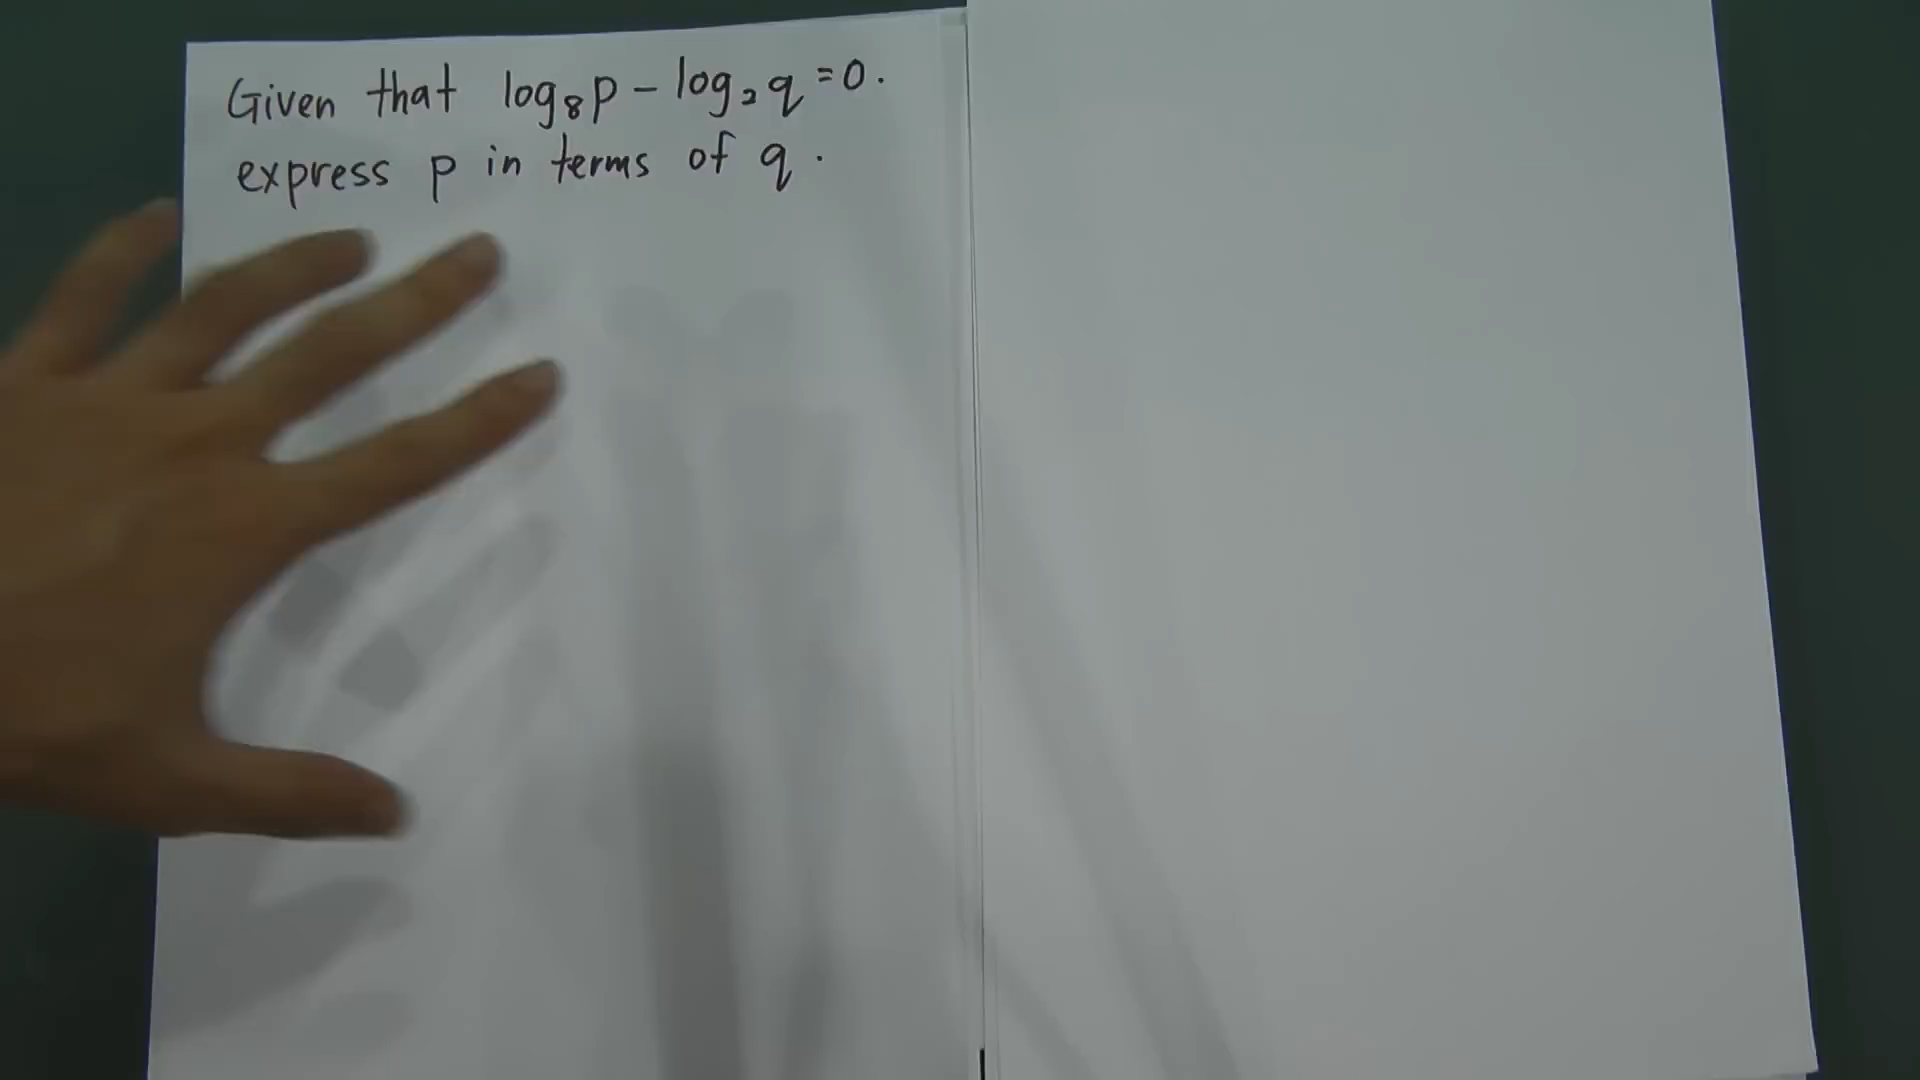 Given that log₈p - log₂q = 0.
express p in terms of q.